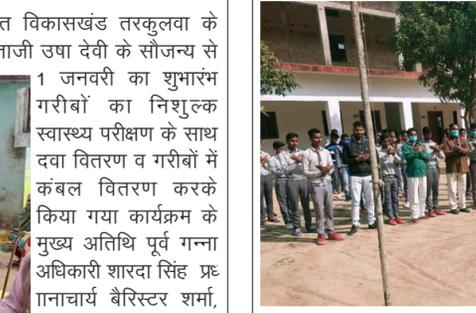 त विकासखंड तरकुलवा के
ताजी उषा देवी के सौजन्य से
1 जनवरी का शुभारंभ
गरीबों का निशुल्क
स्वास्थ्य परीक्षण के साथ
दवा वितरण व गरीबों में
कंबल वितरण करके
किया गया कार्यक्रम के
मुख्य अतिथि पूर्व गन्ना
अधिकारी शारदा सिंह प्रध
ानाचार्य बैरिस्टर शर्मा,